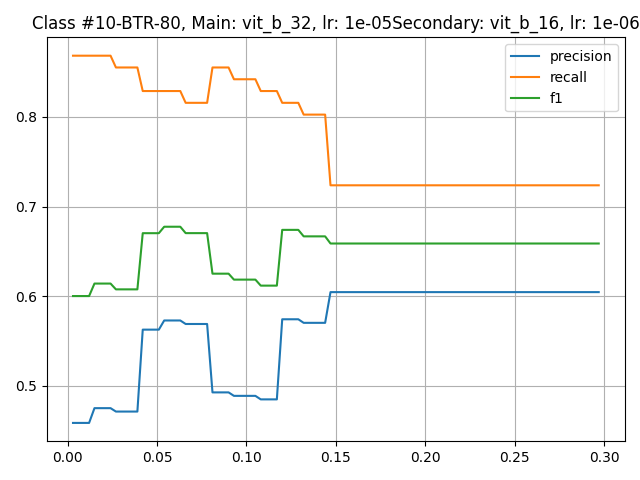 Class #10-BTR-80, Main: vit_b_32, lr: 1e-05Secondary: vit_b_16, lr: 1e-06
precision
recall
f1
0.8
0.7
0.6
0.5
0.00 0.05 0.10 0.15 0.20 0.25 0.30